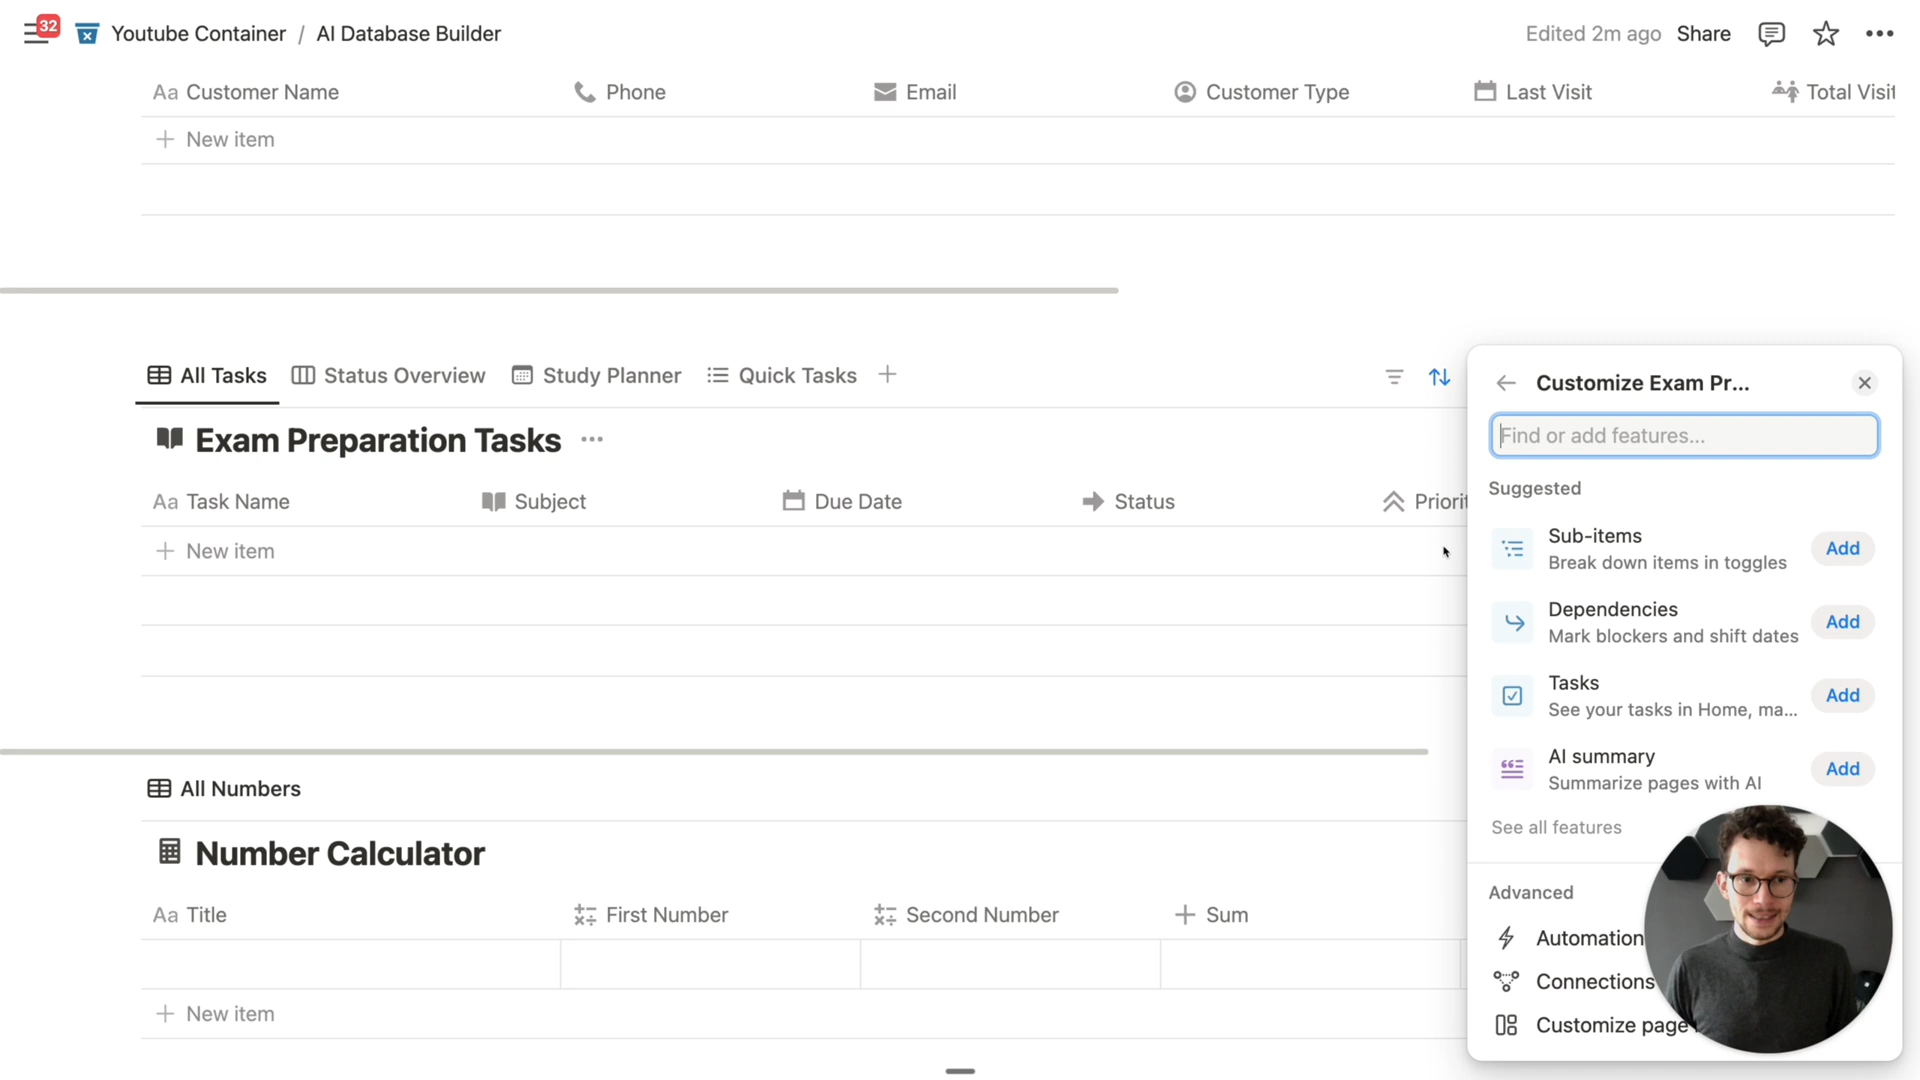 32
Youtube Container / AI Database Builder
Edited 2m ago Share
Aa Customer Name Phone Email Customer Type Last Visit Total Visit
+ New item
All Tasks Status Overview Study Planner Quick Tasks +
Exam Preparation Tasks ...
Aa Task Name Subject Due Date Status Priorit
+ New item
All Numbers
Number Calculator
Aa Title First Number Second Number Sum
+ New item
Customize Exam Pr...
Find or add features...
Suggested
Sub-items
Break down items in toggles
Add
Dependencies
Mark blockers and shift dates
Add
Tasks
See your tasks in Home, ma...
Add
AI summary
Summarize pages with AI
Add
See all features
Advanced
Automation
Connections
Customize page